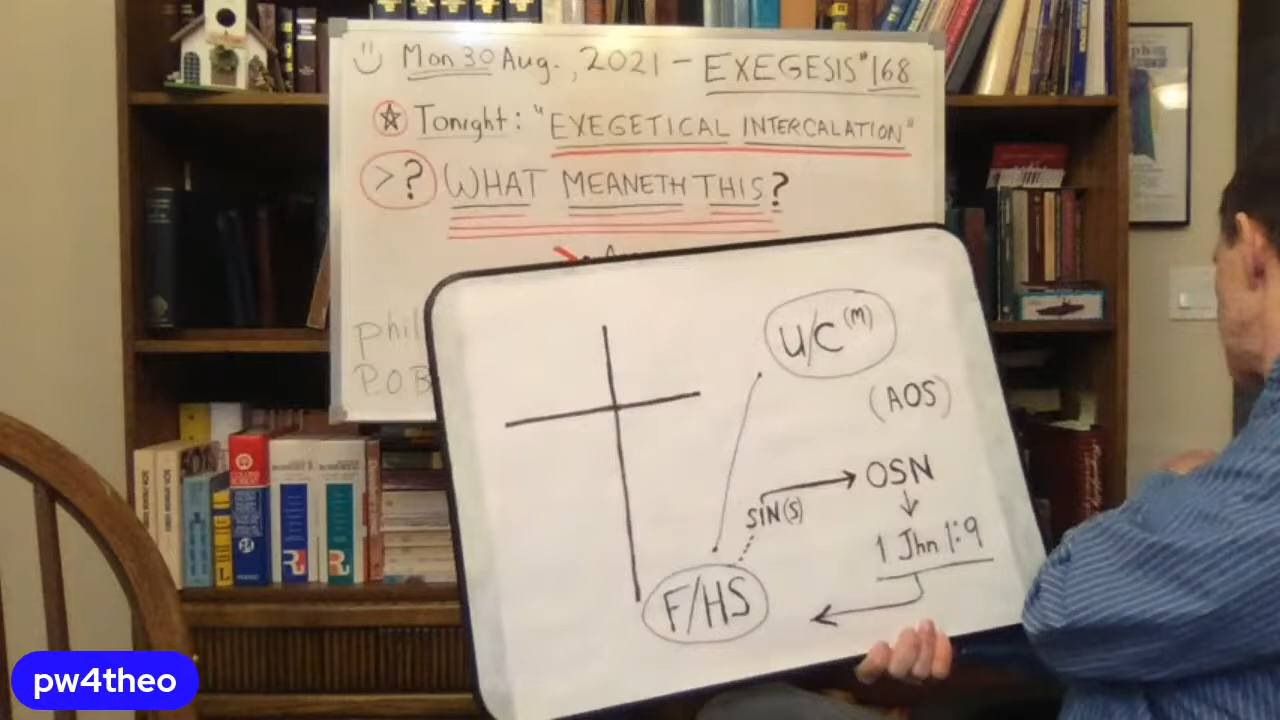 Mon 30 Aug., 2021 - EXEGESIS #168
Tonight: "EXEGETICAL INTERCALATION"
>? WHAT MEANETH THIS?
phil
P.O B
U/C (M)
(AOS)
SIN(S) → OSN
1 Jhn 1:9
F/HS
pw4theo